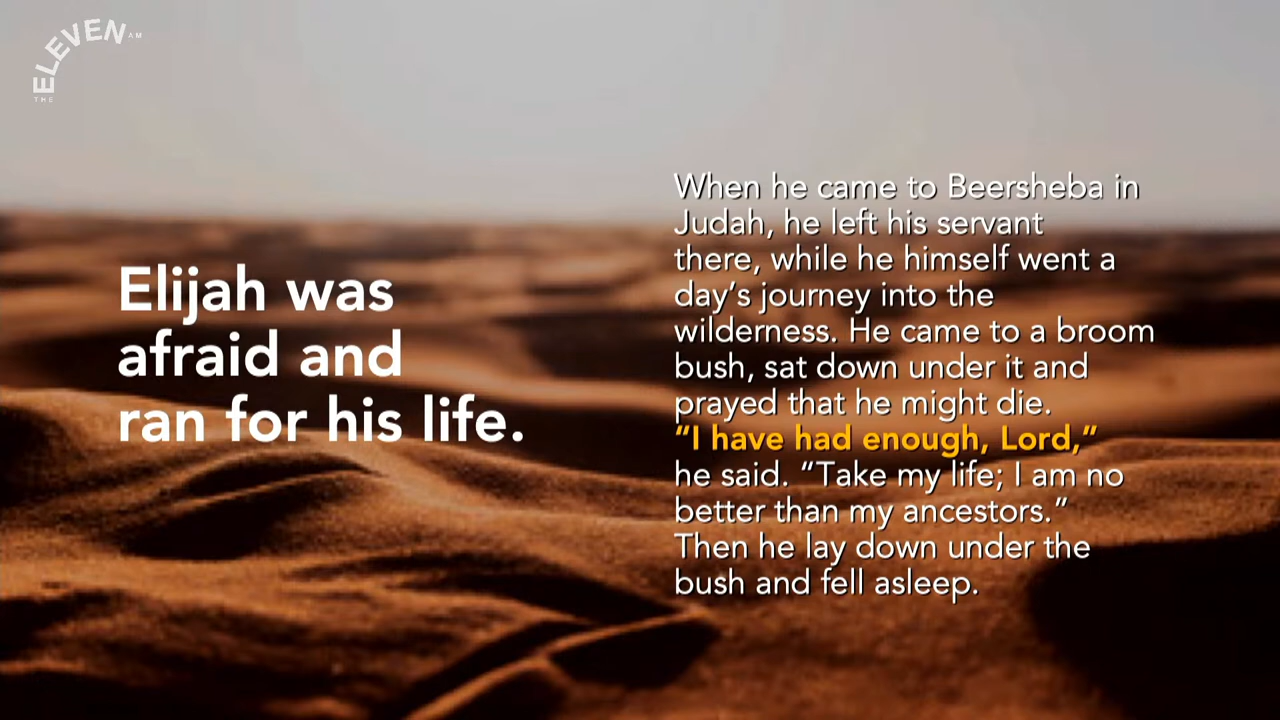 THE ELEVEN AM
Elijah was
afraid and
ran for his life.
When he came to Beersheba in
Judah, he left his servant
there, while he himself went a
day’s journey into the
wilderness. He came to a broom
bush, sat down under it and
prayed that he might die.
“I have had enough, Lord,”
he said. “Take my life; I am no
better than my ancestors.”
Then he lay down under the
bush and fell asleep.